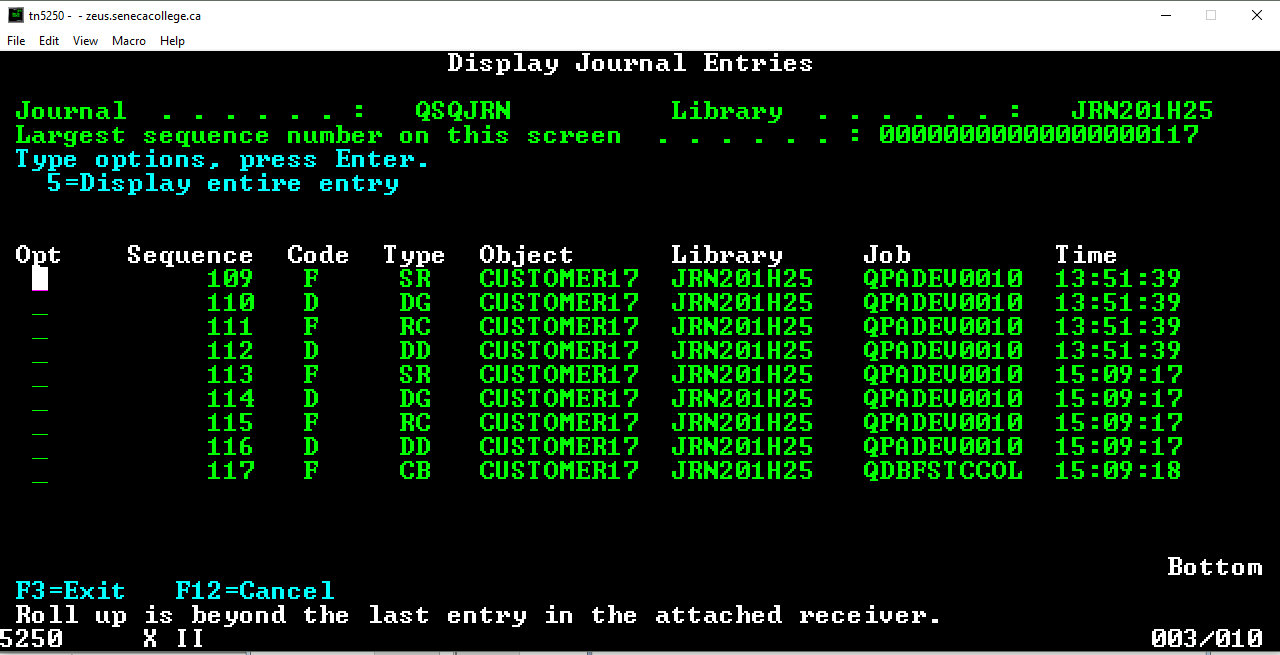 tn5250 - - zeus.senecacollege.ca
File Edit View Macro Help
Display Journal Entries
Journal . . . . . . : QSQJRN Library . . . . . . : JRN201H25
Largest sequence number on this screen . . . . . . : 00000000000000000117
Type options, press Enter.
5=Display entire entry
Opt Sequence Code Type Object Library Job Time
109 F SR CUSTOMER17 JRN201H25 QPADEV0010 13:51:39
_ 110 D DG CUSTOMER17 JRN201H25 QPADEV0010 13:51:39
_ 111 F RC CUSTOMER17 JRN201H25 QPADEV0010 13:51:39
_ 112 D DD CUSTOMER17 JRN201H25 QPADEV0010 13:51:39
_ 113 F SR CUSTOMER17 JRN201H25 QPADEV0010 15:09:17
_ 114 D DG CUSTOMER17 JRN201H25 QPADEV0010 15:09:17
_ 115 F RC CUSTOMER17 JRN201H25 QPADEV0010 15:09:17
_ 116 D DD CUSTOMER17 JRN201H25 QPADEV0010 15:09:17
_ 117 F CB CUSTOMER17 JRN201H25 QDBFSTCCOL 15:09:18
Bottom
F3=Exit F12=Cancel
Roll up is beyond the last entry in the attached receiver.
5250 X II 003/010